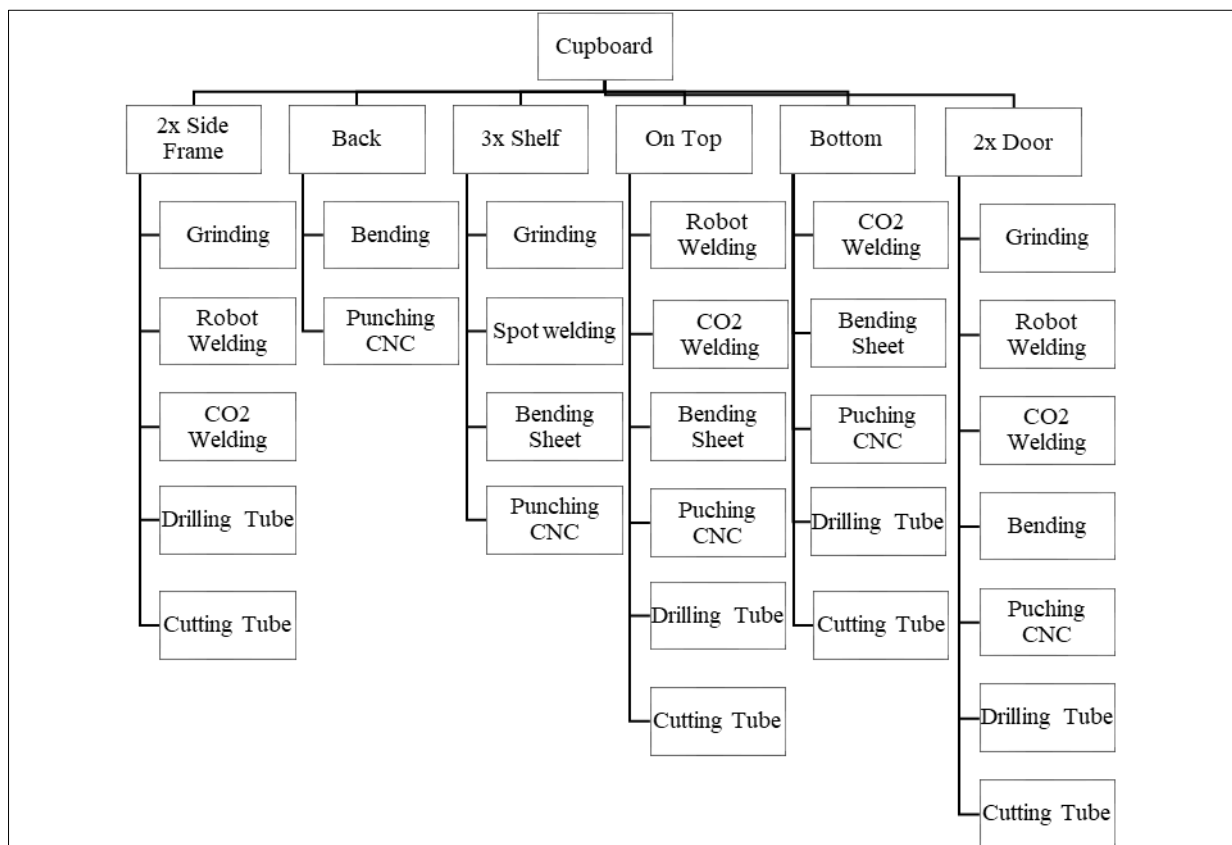 Cupboard
2x Side
Frame
Back
3x Shelf
On Top
Bottom
2x Door
Grinding
Robot
Welding
CO2
Welding
Drilling Tube
Cutting Tube
Bending
Punching
CNC
Grinding
Spot welding
Bending
Sheet
Punching
CNC
Robot
Welding
CO2
Welding
Bending
Sheet
Puching
CNC
Drilling Tube
Cutting Tube
CO2
Welding
Bending
Sheet
Puching
CNC
Drilling Tube
Cutting Tube
Grinding
Robot
Welding
CO2
Welding
Bending
Puching
CNC
Drilling Tube
Cutting Tube